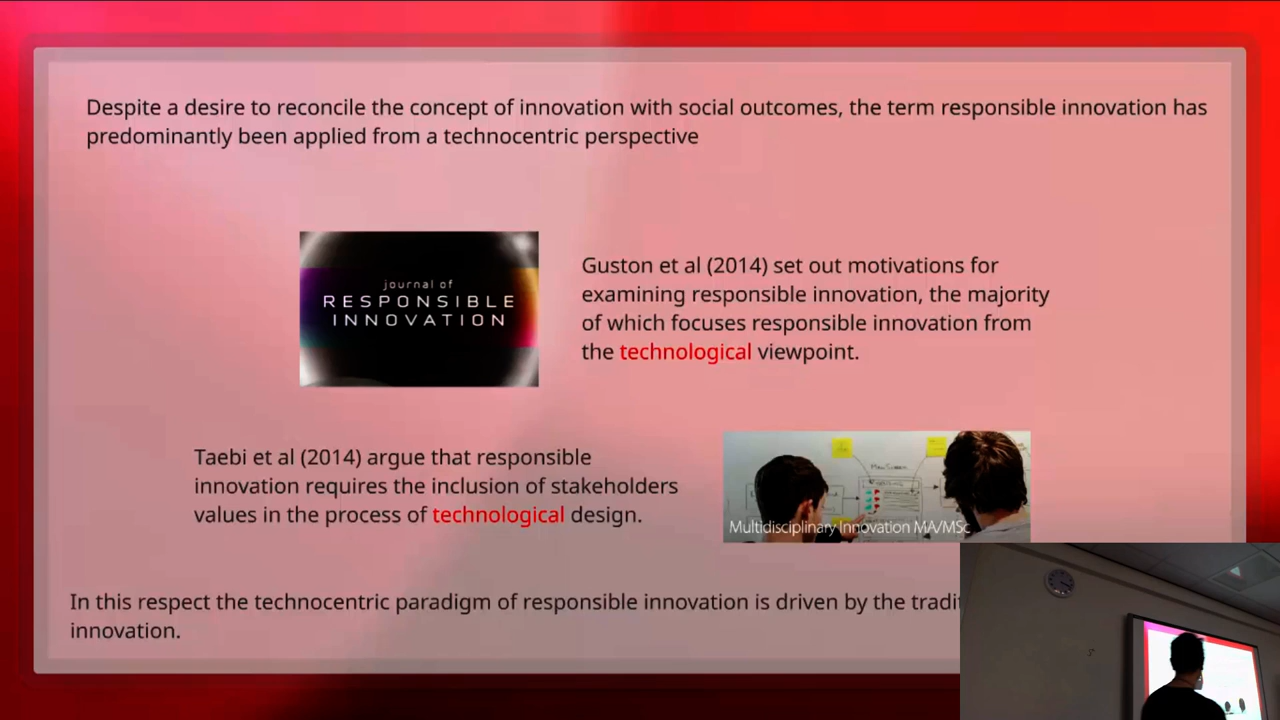 Despite a desire to reconcile the concept of innovation with social outcomes, the term responsible innovation has
predominantly been applied from a technocentric perspective
journal of
RESPONSIBLE
INNOVATION
Guston et al (2014) set out motivations for
examining responsible innovation, the majority
of which focuses responsible innovation from
the technological viewpoint.
Taebi et al (2014) argue that responsible
innovation requires the inclusion of stakeholders
values in the process of technological design.
Multidisciplinary Innovation MA/MSc
In this respect the technocentric paradigm of responsible innovation is driven by the
innovation.